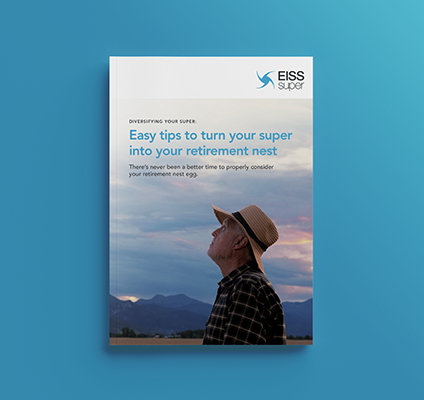 EISS
super
DIVERSIFYING YOUR SUPER:
Easy tips to turn your super
into your retirement nest
There's never been a better time to properly consider
your retirement nest egg.